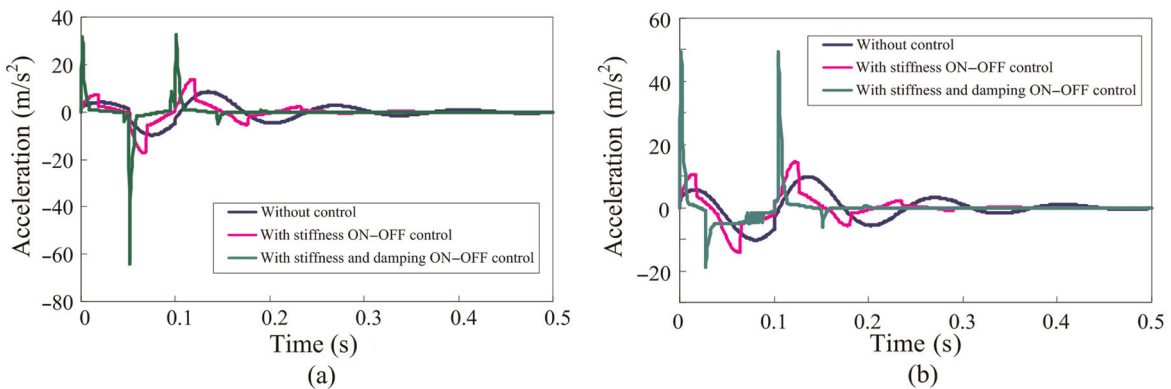 40
20
0
−20
−40
−60
−80
Acceleration (m/s²)
Without control
With stiffness ON−OFF control
With stiffness and damping ON−OFF control
0
0.1
0.2
0.3
0.4
0.5
Time (s)
(a)
60
40
20
0
−20
−40
Acceleration (m/s²)
Without control
With stiffness ON−OFF control
With stiffness and damping ON−OFF control
0
0.1
0.2
0.3
0.4
0.5
Time (s)
(b)